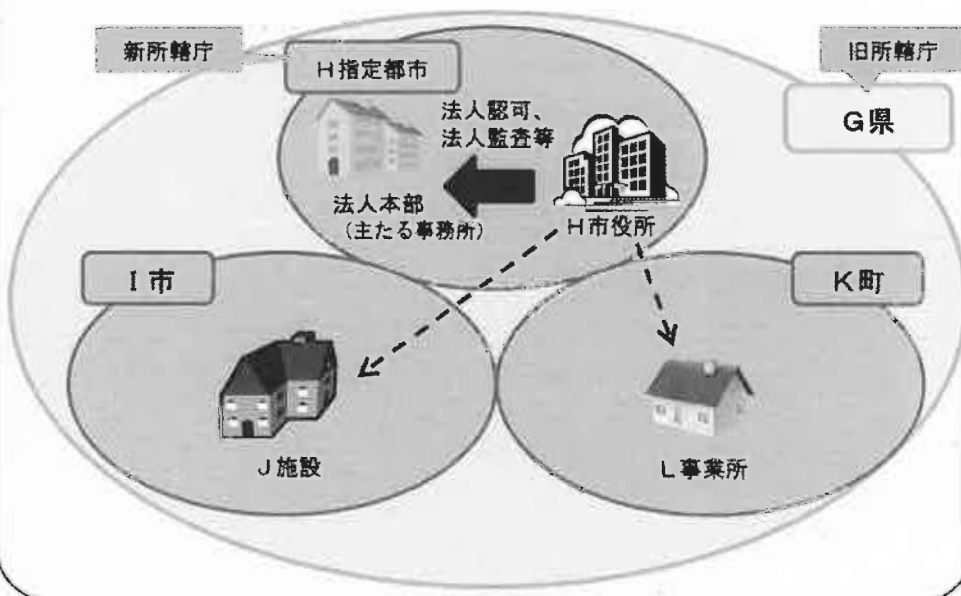 新所轄庁
H指定都市
旧所轄庁
G県
法人認可、
法人監査等
法人本部
（主たる事務所）
H市役所
I市
K町
J施設
L事業所